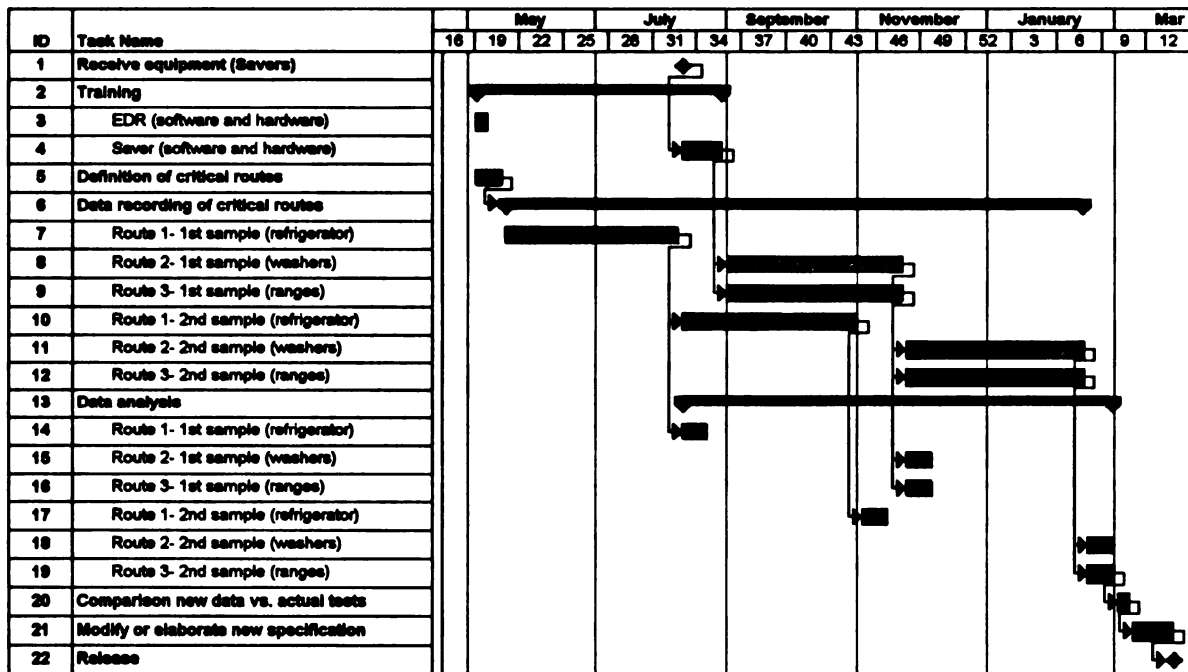 May July September November January Mar
ID Task Name 16 19 22 25 28 31 34 37 40 43 46 49 52 3 6 9 12
1 Receive equipment (Savers)
2 Training
3 EDR (software and hardware)
4 Saver (software and hardware)
5 Definition of critical routes
6 Data recording of critical routes
7 Route 1- 1st sample (refrigerator)
8 Route 2- 1st sample (washers)
9 Route 3- 1st sample (ranges)
10 Route 1- 2nd sample (refrigerator)
11 Route 2- 2nd sample (washers)
12 Route 3- 2nd sample (ranges)
13 Data analysis
14 Route 1- 1st sample (refrigerator)
15 Route 2- 1st sample (washers)
16 Route 3- 1st sample (ranges)
17 Route 1- 2nd sample (refrigerator)
18 Route 2- 2nd sample (washers)
19 Route 3- 2nd sample (ranges)
20 Comparison new data vs. actual tests
21 Modify or elaborate new specification
22 Release